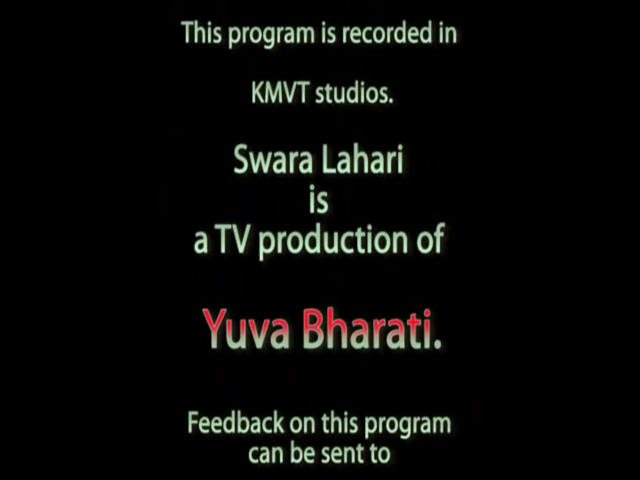 This program is recorded in
KMVT studios.
Swara Lahari
is
a TV production of
Yuva Bharati.
Feedback on this program
can be sent to